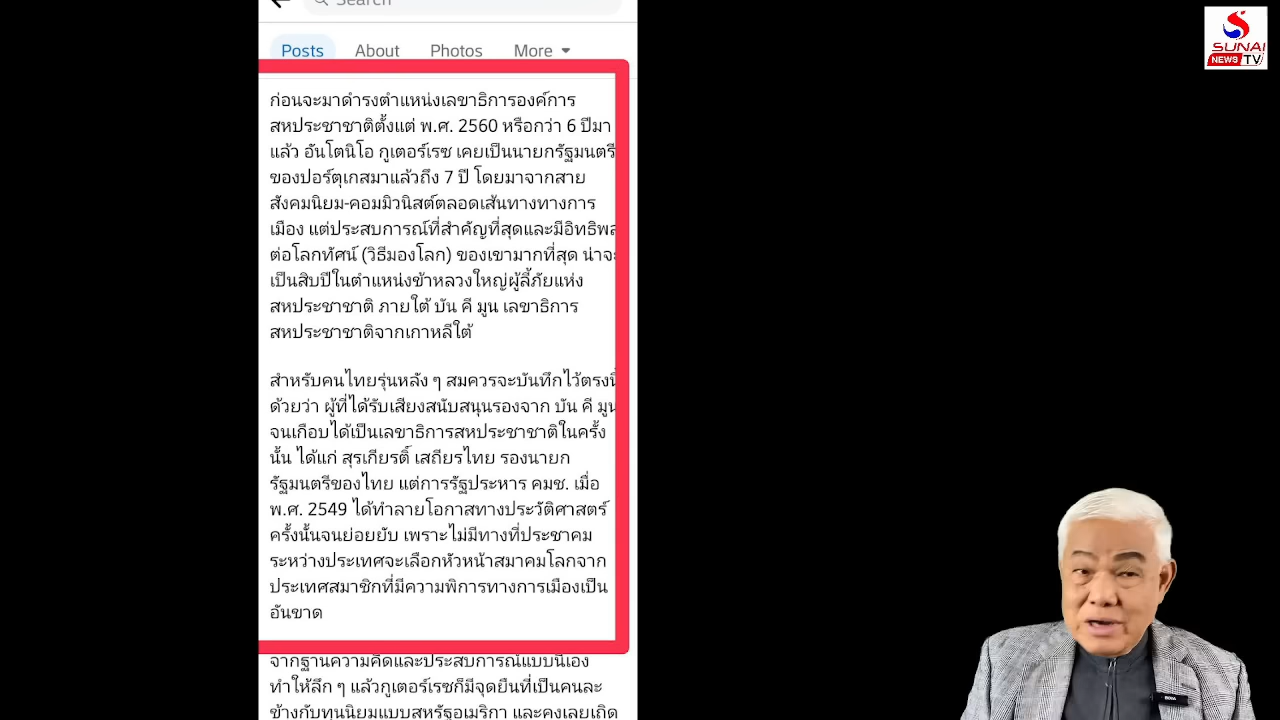 Search
SUNAI
NEWS TV
Posts About Photos More
ก่อนจะมาดำรงตำแหน่งเลขาธิการองค์การ
สหประชาชาติตั้งแต่ พ.ศ. 2560 หรือกว่า 6 ปีมา
แล้ว อันโตนิโอ กูเตอร์เรซ เคยเป็นนายกรัฐมนตรี
ของปอร์ตุเกสมาแล้วถึง 7 ปี โดยมาจากสาย
สังคมนิยม-คอมมิวนิสต์ตลอดเส้นทางทางการ
เมือง แต่ประสบการณ์ที่สำคัญที่สุดและมีอิทธิพล
ต่อโลกทัศน์ (วิธีมองโลก) ของเขามากที่สุด น่าจะ
เป็นสิบปีในตำแหน่งข้าหลวงใหญ่ผู้ลี้ภัยแห่ง
สหประชาชาติ ภายใต้ บัน คี มูน เลขาธิการ
สหประชาชาติจากเกาหลีใต้
สำหรับคนไทยรุ่นหลัง ๆ สมควรจะบันทึกไว้ตรงนี้
ด้วยว่า ผู้ที่ได้รับเสียงสนับสนุนรองจาก บัน คี มูน
จนเกือบได้เป็นเลขาธิการสหประชาชาติในครั้ง
นั้น ได้แก่ สุรเกียรติ์ เสถียรไทย รองนายก
รัฐมนตรีของไทย แต่การรัฐประหาร คมช. เมื่อ
พ.ศ. 2549 ได้ทำลายโอกาสทางประวัติศาสตร์
ครั้งนั้นจนย่อยยับ เพราะไม่มีทางที่ประชาคม
ระหว่างประเทศจะเลือกหัวหน้าสมาคมโลกจาก
ประเทศสมาชิกที่มีความพิการทางการเมืองเป็น
อันขาด
จากฐานความคิดและประสบการณ์แบบนี้เอง
ทำให้ลึก ๆ แล้วกูเตอร์เรซก็มีจุดยืนที่เป็นคนละ
ข้างกับทุนนิยมแบบสหรัฐอเมริกา และคงเลยเถิด